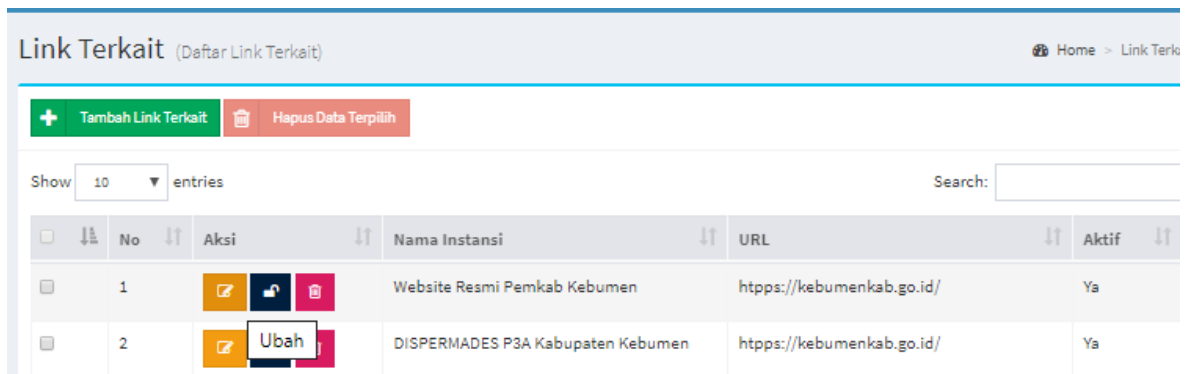 Link Terkait (Daftar Link Terkait) Home > Link Terk
Tambah Link Terkait Hapus Data Terpilih
Show 10 entries Search:
No Aksi Nama Instansi URL Aktif
1 Website Resmi Pemkab Kebumen htpps://kebumenkab.go.id/ Ya
2 Ubah DISPERMADES P3A Kabupaten Kebumen htpps://kebumenkab.go.id/ Ya